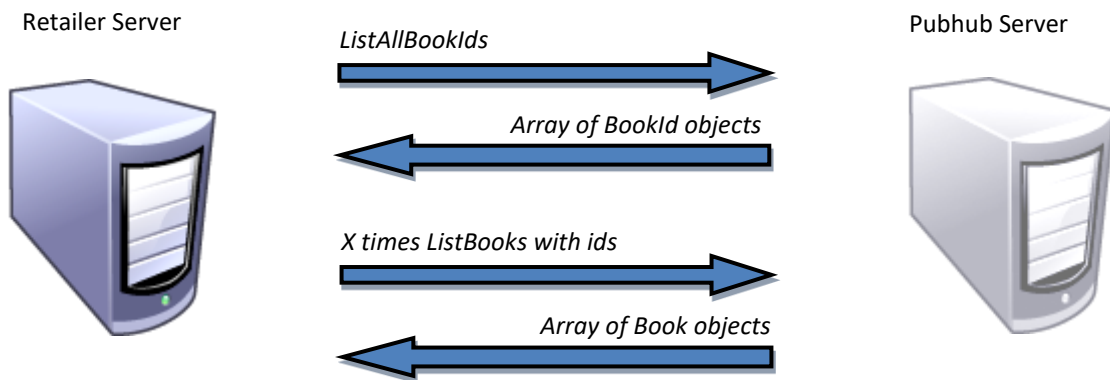 Retailer Server
Pubhub Server
ListAllBookIds
Array of BookId objects
X times ListBooks with ids
Array of Book objects